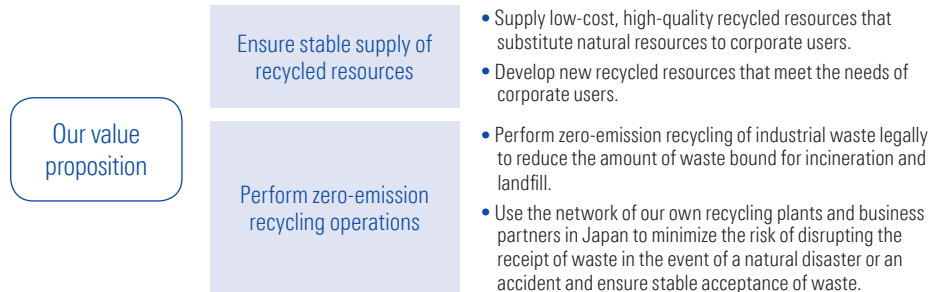 Our value
proposition
Ensure stable supply of
recycled resources
• Supply low-cost, high-quality recycled resources that
substitute natural resources to corporate users.
• Develop new recycled resources that meet the needs of
corporate users.
Perform zero-emission
recycling operations
• Perform zero-emission recycling of industrial waste legally
to reduce the amount of waste bound for incineration and
landfill.
• Use the network of our own recycling plants and business
partners in Japan to minimize the risk of disrupting the
receipt of waste in the event of a natural disaster or an
accident and ensure stable acceptance of waste.